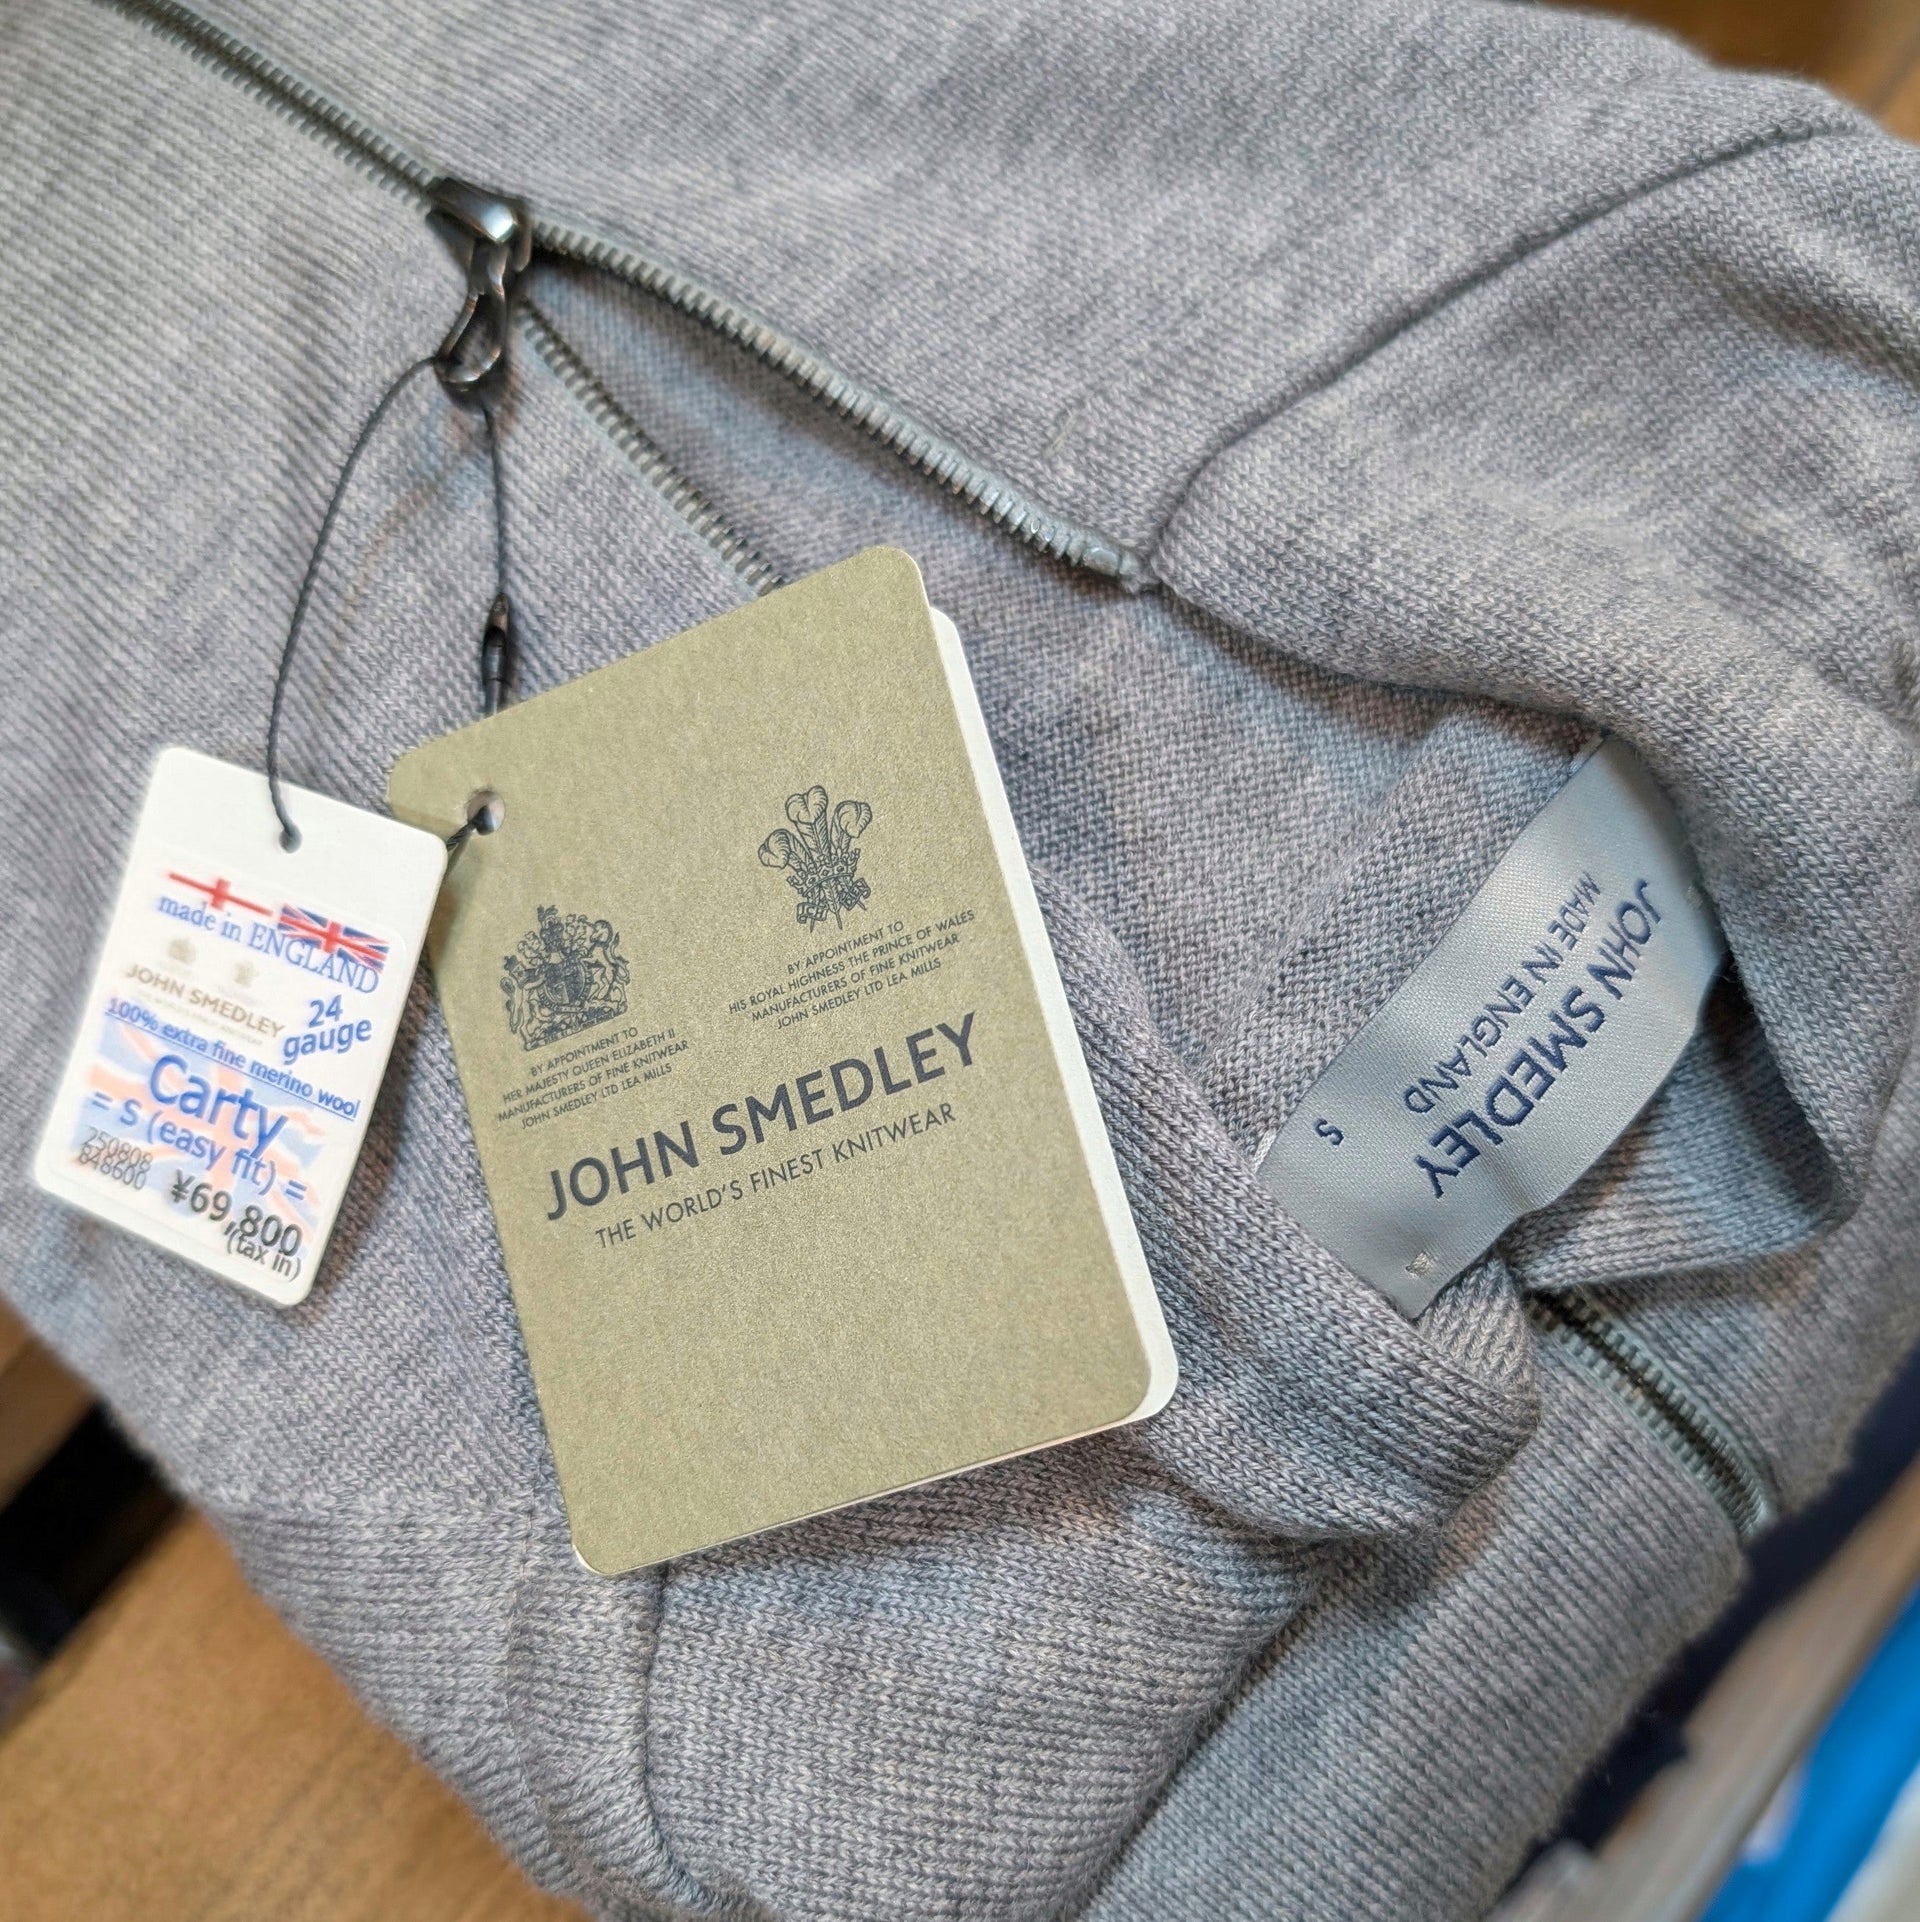 made in ENGLAND
JOHN SMEDLEY
24
gauge
100% extra fine merino wool
Carty
= S (easy fit) =
250808
848600
¥69,800
(tax in)
BY APPOINTMENT TO
HER MAJESTY QUEEN ELIZABETH II
MANUFACTURERS OF FINE KNITWEAR
JOHN SMEDLEY LTD LEA MILLS
BY APPOINTMENT TO
HIS ROYAL HIGHNESS THE PRINCE OF WALES
MANUFACTURERS OF FINE KNITWEAR
JOHN SMEDLEY LTD LEA MILLS
JOHN SMEDLEY
THE WORLD'S FINEST KNITWEAR
JOHN SMEDLEY
MADE IN ENGLAND
S